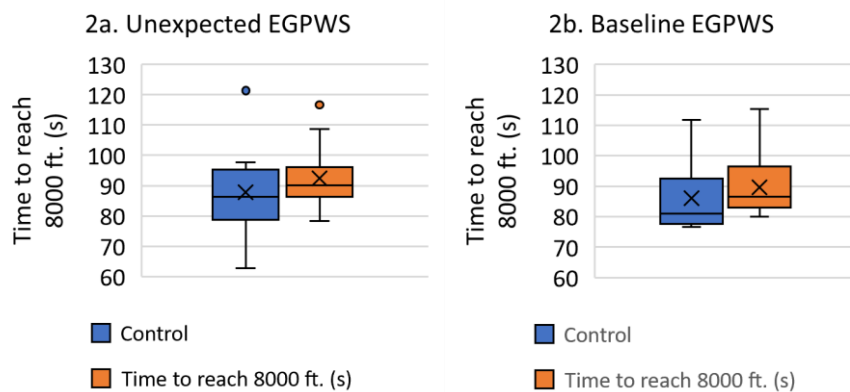 2a. Unexpected EGPWS
Time to reach
8000 ft. (s)
130
120
110
100
90
80
70
60
Control
Time to reach 8000 ft. (s)
2b. Baseline EGPWS
Time to reach
8000 ft. (s)
130
120
110
100
90
80
70
60
Control
Time to reach 8000 ft. (s)